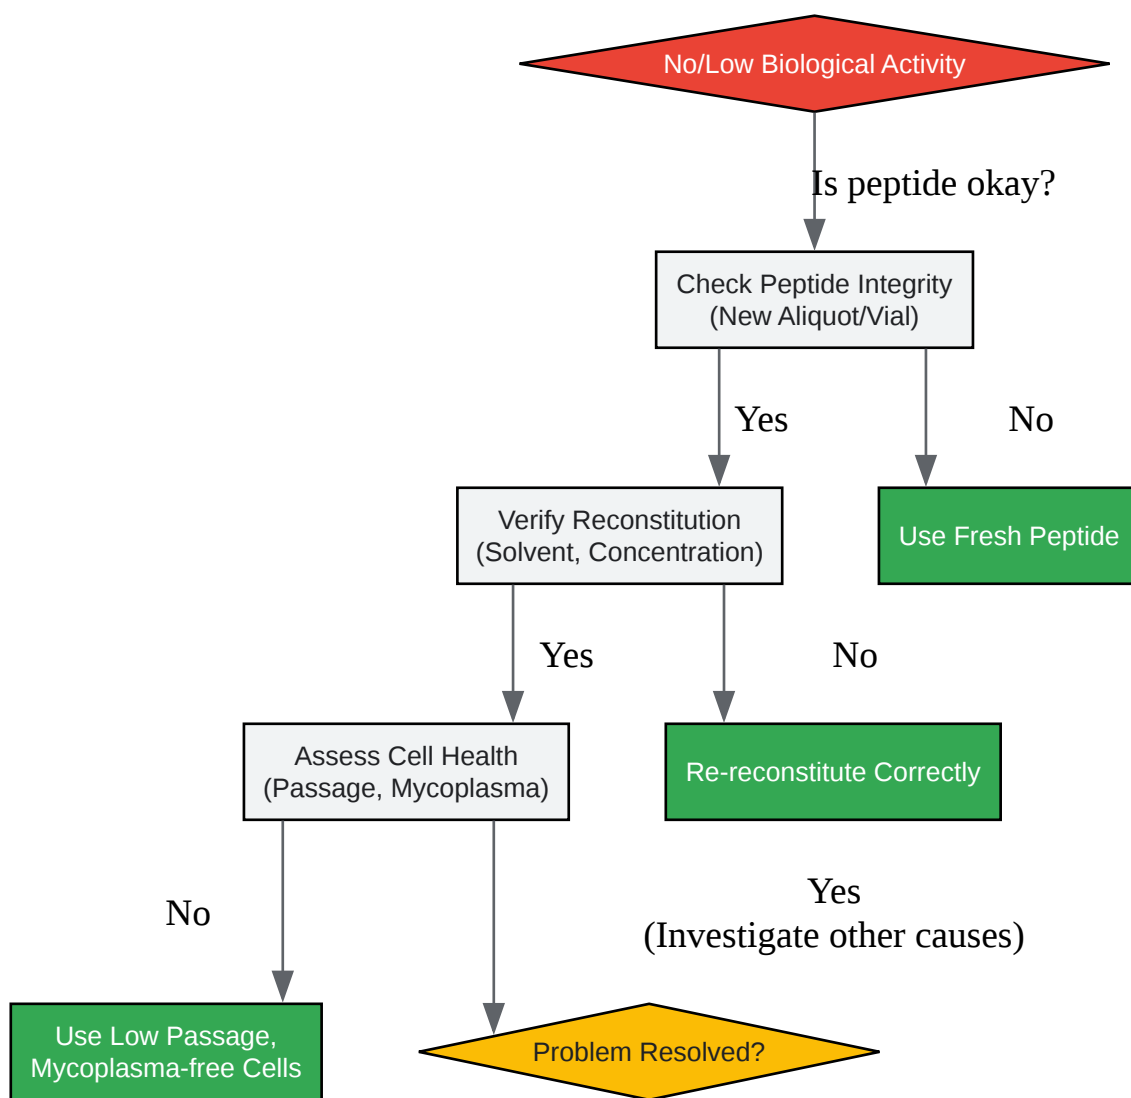 No/Low Biological Activity
Is peptide okay?
Check Peptide Integrity
(New Aliquot/Vial)
Yes
No
Verify Reconstitution
(Solvent, Concentration)
Use Fresh Peptide
Yes
No
Assess Cell Health
(Passage, Mycoplasma)
Re-reconstitute Correctly
No
Yes
(Investigate other causes)
Use Low Passage,
Mycoplasma-free Cells
Problem Resolved?